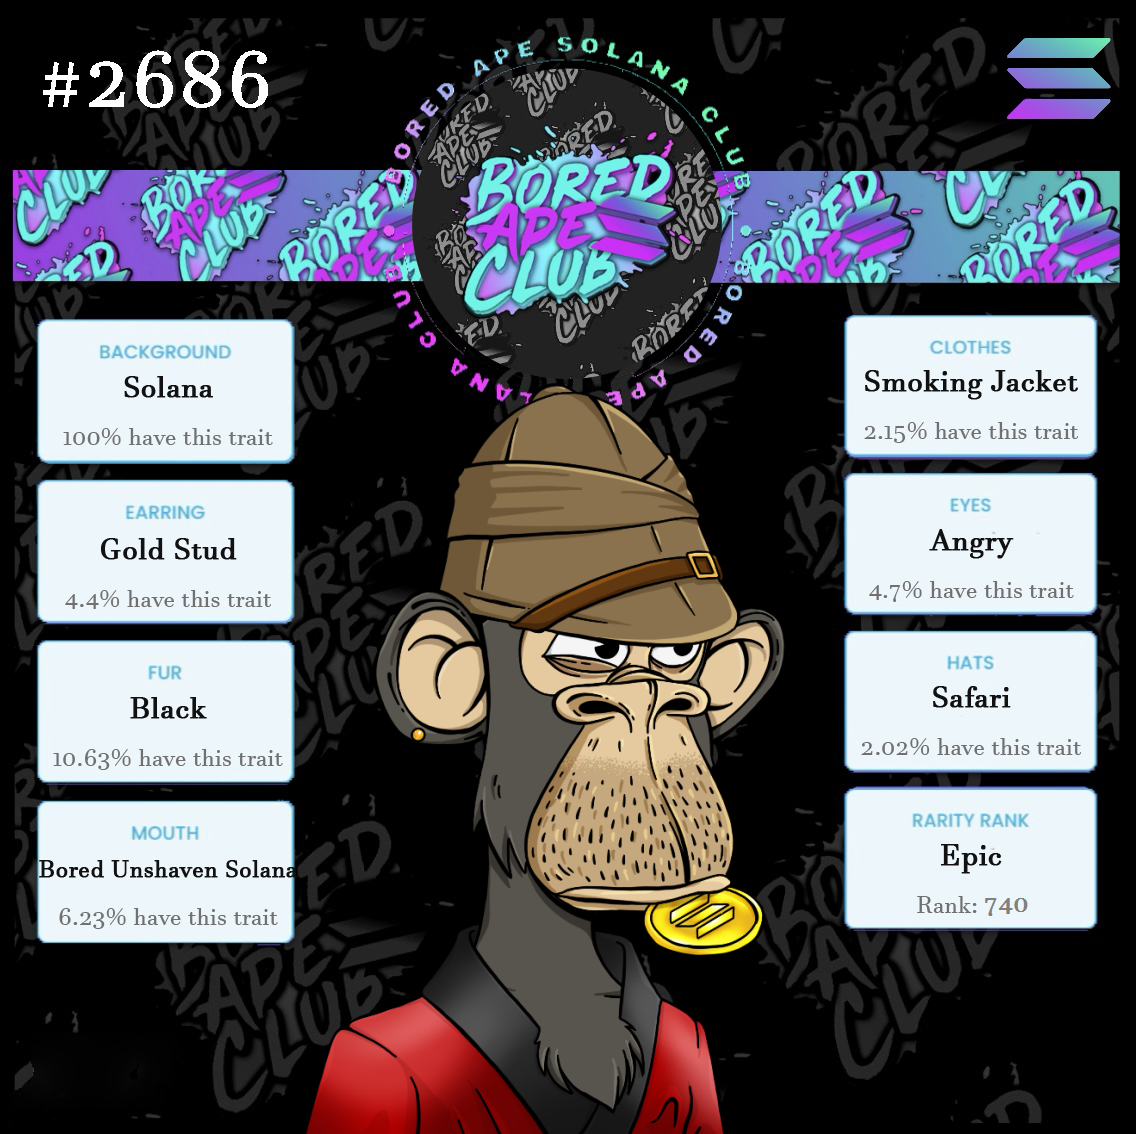 #2686
BORED APE SOLANA CLUB
BORED
APE
CLUB
BACKGROUND
Solana
100% have this trait
EARRING
Gold Stud
4.4% have this trait
FUR
Black
10.63% have this trait
MOUTH
Bored Unshaven Solana
6.23% have this trait
CLOTHES
Smoking Jacket
2.15% have this trait
EYES
Angry
4.7% have this trait
HATS
Safari
2.02% have this trait
RARITY RANK
Epic
Rank: 740